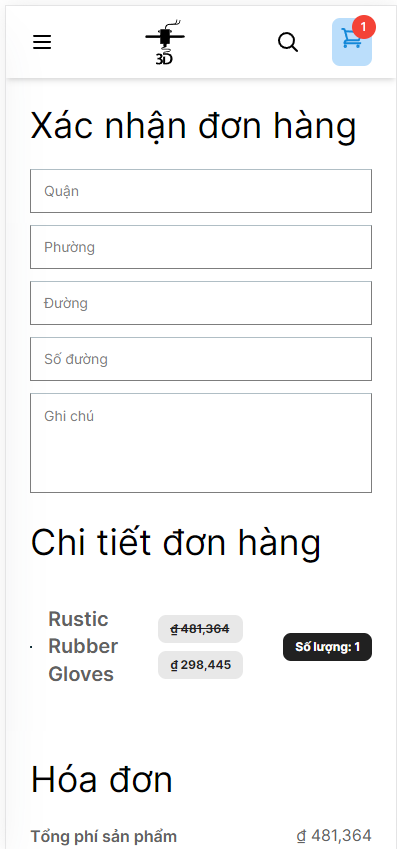 1
3D
Xác nhận đơn hàng
Quận
Phường
Đường
Số đường
Ghi chú
Chi tiết đơn hàng
Rustic
Rubber
Gloves
₫ 481,364
₫ 298,445
Số lượng: 1
Hóa đơn
Tổng phí sản phẩm ₫ 481,364